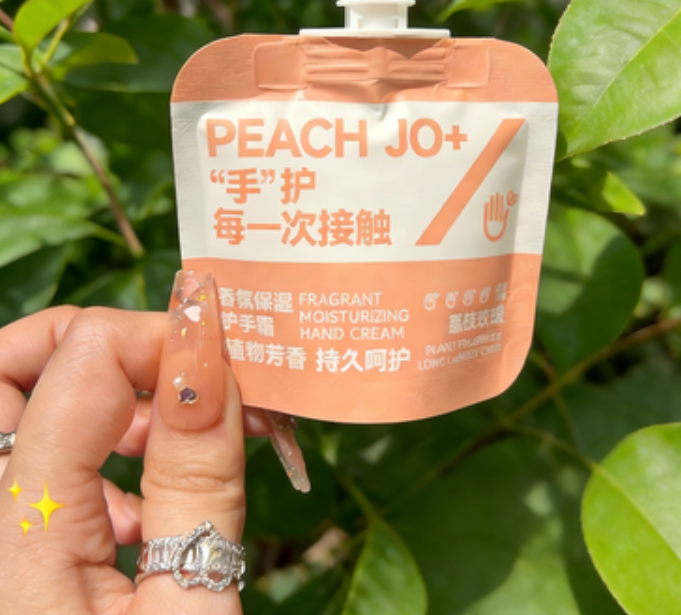 PEACH JO+
“手”护
每一次接触
香氛保湿
护手霜
FRAGRANT
MOISTURIZING
HAND CREAM
植物芳香 持久呵护
荔枝玫瑰